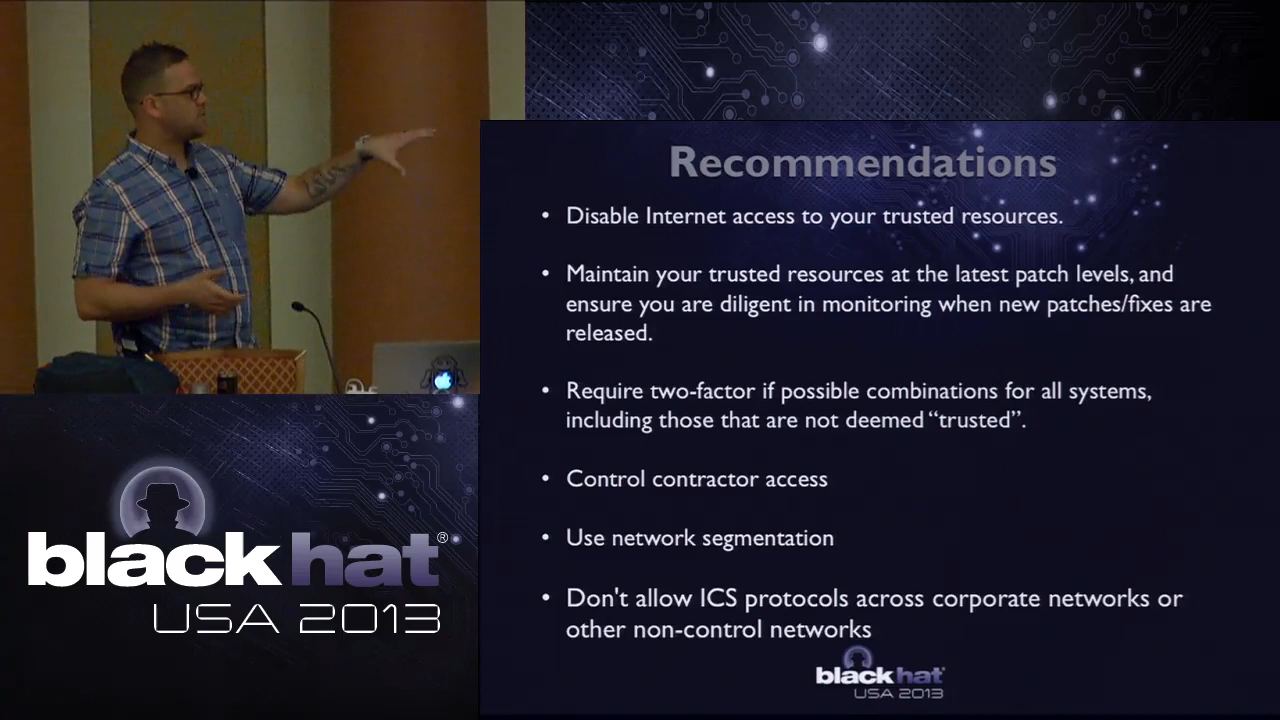 Recommendations
• Disable Internet access to your trusted resources.
• Maintain your trusted resources at the latest patch levels, and
ensure you are diligent in monitoring when new patches/fixes are
released.
• Require two-factor if possible combinations for all systems,
including those that are not deemed “trusted”.
• Control contractor access
• Use network segmentation
• Don't allow ICS protocols across corporate networks or
other non-control networks
black hat
USA 2013
black hat®
USA 2013